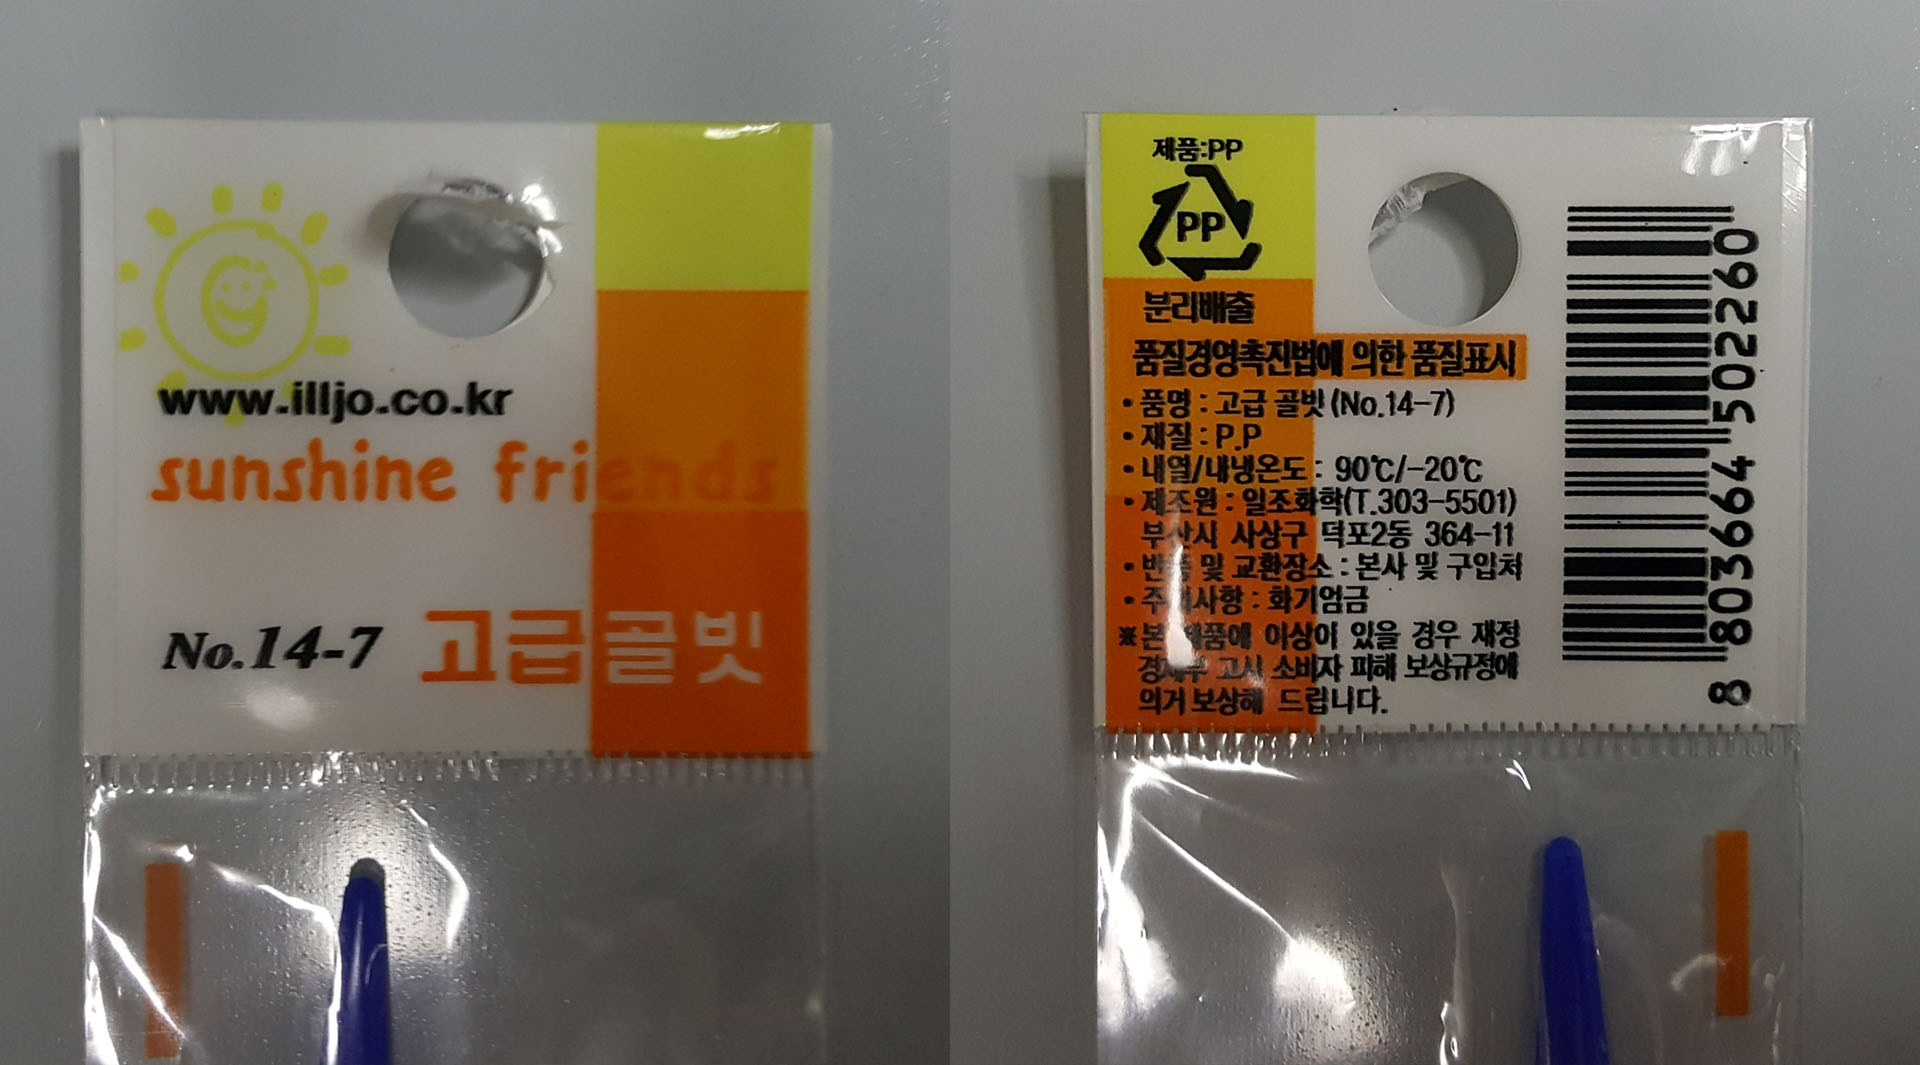 www.illjo.co.kr
sunshine friends
No.14-7 고급골빗
제품:PP
PP
분리배출
품질경영촉진법에 의한 품질표시
• 품명 : 고급 골빗 (No.14-7)
• 재질 : P.P
• 내열/내냉온도 : 90℃/-20℃
• 제조원 : 일조화학(T.303-5501)
부산시 사상구 덕포2동 364-11
• 반품 및 교환장소 : 본사 및 구입처
• 주의사항 : 화기엄금
※ 본 제품에 이상이 있을 경우 재정
경제부 고시 소비자 피해 보상규정에
의거 보상해 드립니다.
8 803664 502260